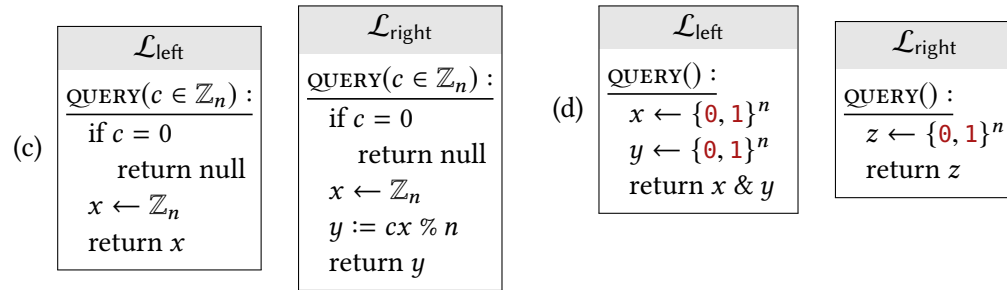 (c)
𝓛left
QUERY(c ∈ ℤₙ) :
if c = 0
return null
x ← ℤₙ
return x
𝓛right
QUERY(c ∈ ℤₙ) :
if c = 0
return null
x ← ℤₙ
y := cx % n
return y
(d)
𝓛left
QUERY() :
x ← {0, 1}ⁿ
y ← {0, 1}ⁿ
return x & y
𝓛right
QUERY() :
z ← {0, 1}ⁿ
return z